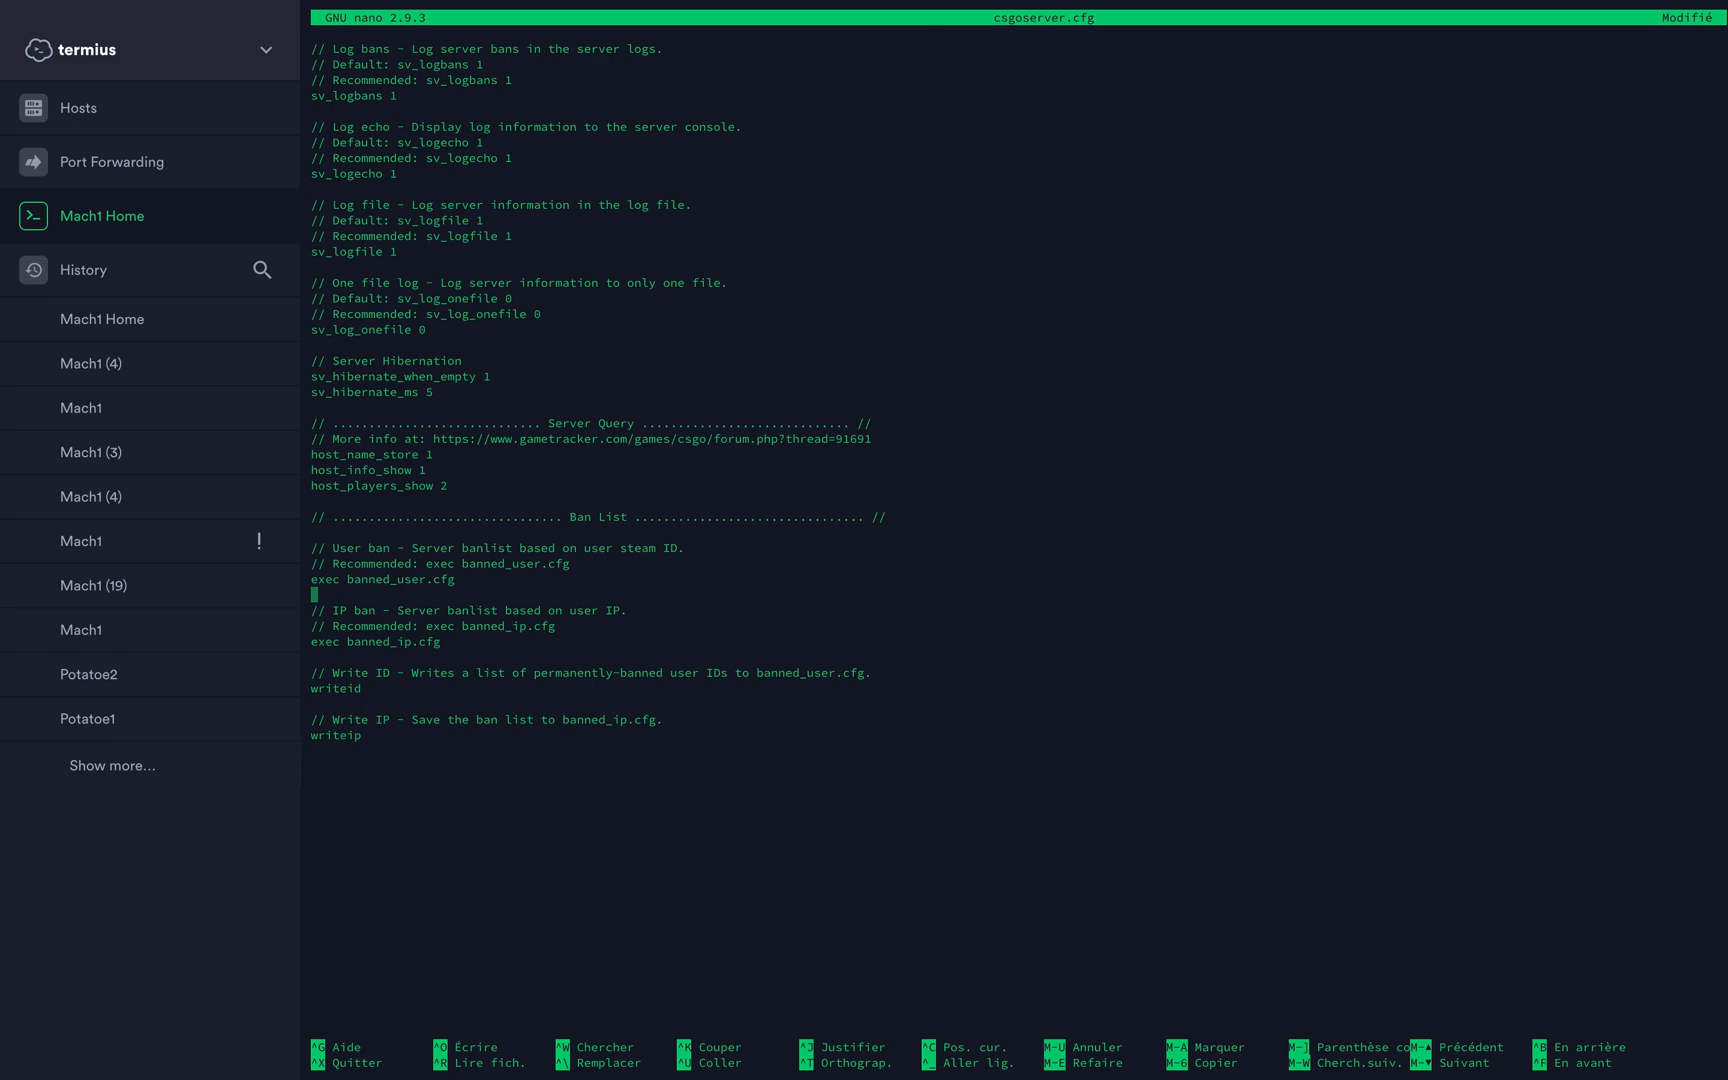 termius
Hosts
Port Forwarding
Mach1 Home
History
Mach1 Home
Mach1 (4)
Mach1
Mach1 (3)
Mach1 (4)
Mach1 !
Mach1 (19)
Mach1
Potatoe2
Potatoe1
Show more...
GNU nano 2.9.3 csgoserver.cfg Modifié
// Log bans - Log server bans in the server logs.
// Default: sv_logbans 1
// Recommended: sv_logbans 1
sv_logbans 1
// Log echo - Display log information to the server console.
// Default: sv_logecho 1
// Recommended: sv_logecho 1
sv_logecho 1
// Log file - Log server information in the log file.
// Default: sv_logfile 1
// Recommended: sv_logfile 1
sv_logfile 1
// One file log - Log server information to only one file.
// Default: sv_log_onefile 0
// Recommended: sv_log_onefile 0
sv_log_onefile 0
// Server Hibernation
sv_hibernate_when_empty 1
sv_hibernate_ms 5
// ............................. Server Query ............................. //
// More info at: https://www.gametracker.com/games/csgo/forum.php?thread=91691
host_name_store 1
host_info_show 1
host_players_show 2
// ................................ Ban List ................................ //
// User ban - Server banlist based on user steam ID.
// Recommended: exec banned_user.cfg
exec banned_user.cfg
// IP ban - Server banlist based on user IP.
// Recommended: exec banned_ip.cfg
exec banned_ip.cfg
// Write ID - Writes a list of permanently-banned user IDs to banned_user.cfg.
writeid
// Write IP - Save the ban list to banned_ip.cfg.
writeip
^G Aide ^O Écrire ^W Chercher ^K Couper ^J Justifier ^C Pos. cur. M-U Annuler M-A Marquer M-] Parenthèse co M-▲ Précédent ^B En arrière
^X Quitter ^R Lire fich. ^\ Remplacer ^U Coller ^T Orthograp. ^_ Aller lig. M-E Refaire M-6 Copier M-W Cherch.suiv. M-▼ Suivant ^F En avant